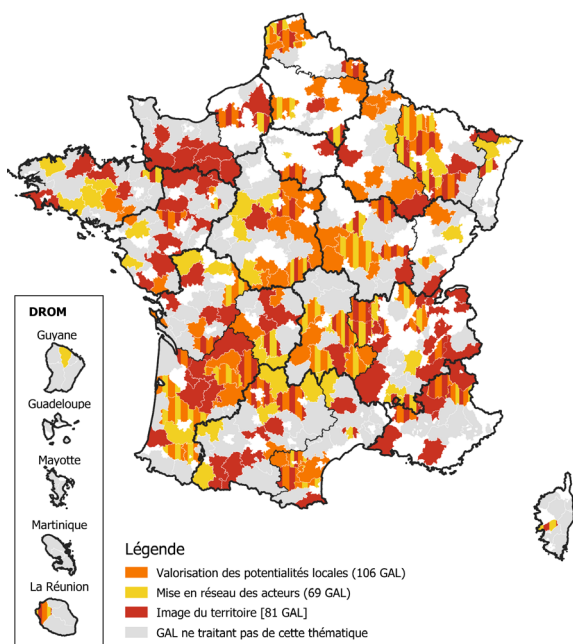 DROM
Guyane
Guadeloupe
Mayotte
Martinique
La Réunion
Légende
Valorisation des potentialités locales (106 GAL)
Mise en réseau des acteurs (69 GAL)
Image du territoire [81 GAL]
GAL ne traitant pas de cette thématique